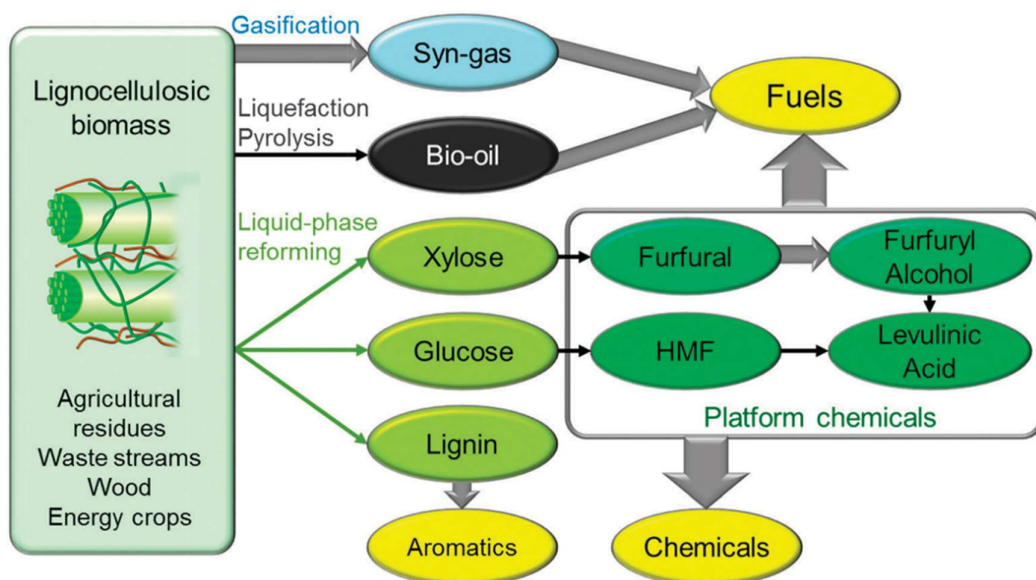 Lignocellulosic
biomass
Agricultural
residues
Waste streams
Wood
Energy crops
Gasification
Syn-gas
Fuels
Liquefaction
Pyrolysis
Bio-oil
Liquid-phase
reforming
Xylose
Furfural
Furfuryl
Alcohol
Glucose
HMF
Levulinic
Acid
Platform chemicals
Lignin
Aromatics
Chemicals